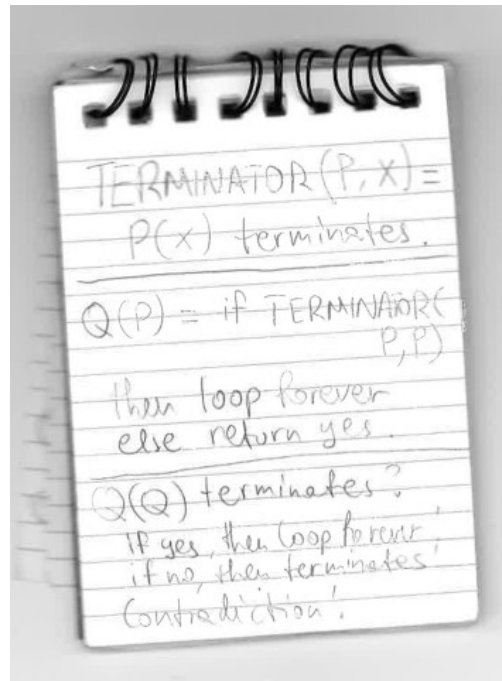 TERMINATOR(P, X) =
P(X) terminates.
Q(P) = if TERMINATOR(
P,P)
then loop forever
else return yes.
Q(Q) terminates?
if yes, then loop forever!
if no, then terminates!
Contradiction!